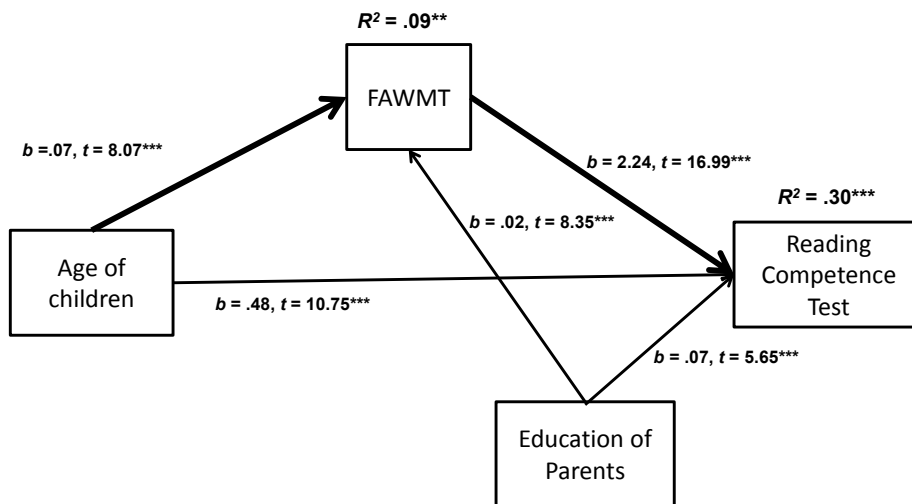 R² = .09**
FAWMT
b =.07, t = 8.07***
b = 2.24, t = 16.99***
R² = .30***
b = .02, t = 8.35***
Age of
children
Reading
Competence
Test
b = .48, t = 10.75***
b = .07, t = 5.65***
Education of
Parents